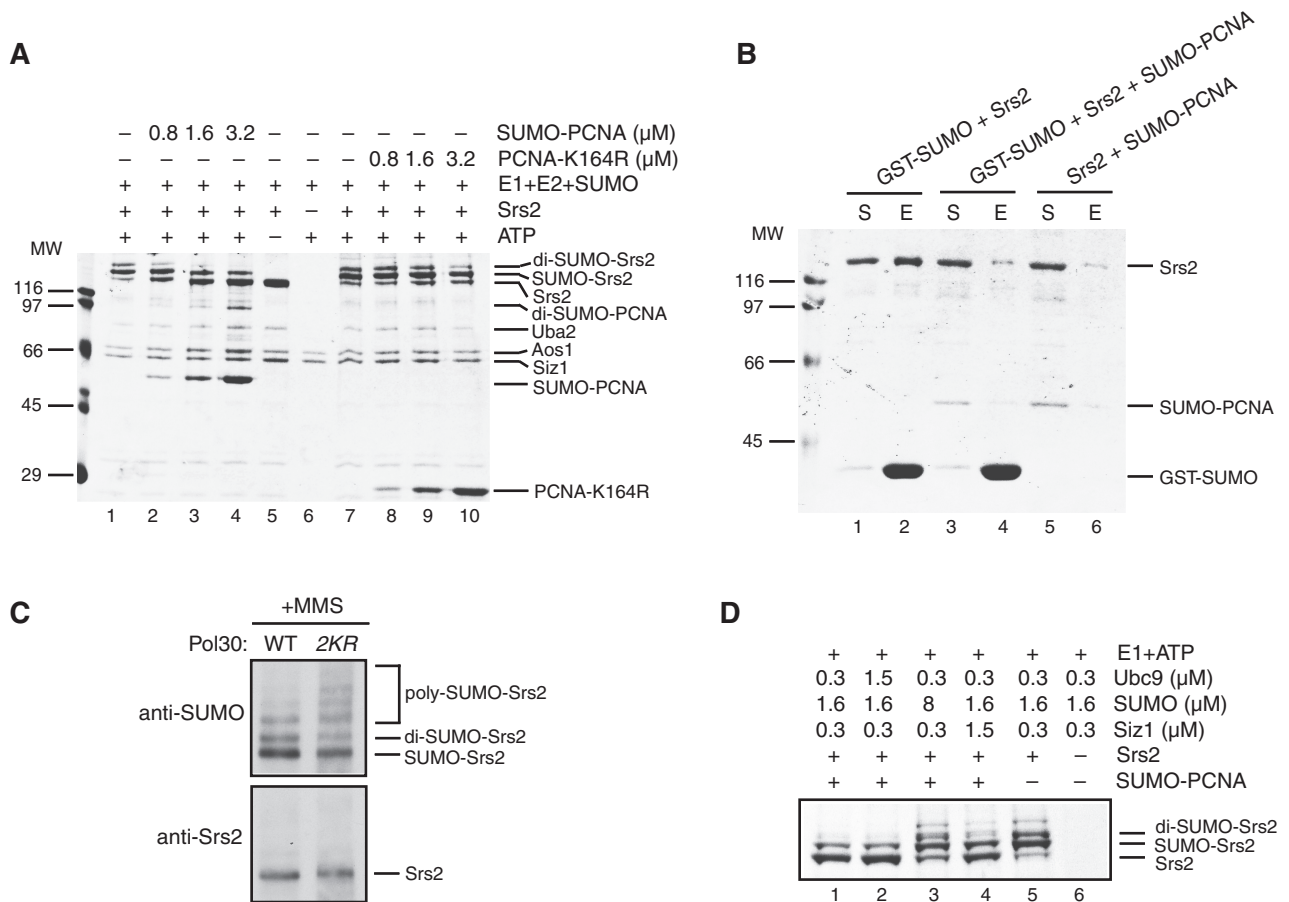 A
– 0.8 1.6 3.2 – – – – – – SUMO-PCNA (μM)
– – – – – – – 0.8 1.6 3.2 PCNA-K164R (μM)
+ + + + + + + + + + E1+E2+SUMO
+ + + + + – + + + + Srs2
+ + + + – + + + + + ATP
MW
116
97
66
45
29
di-SUMO-Srs2
SUMO-Srs2
Srs2
di-SUMO-PCNA
Uba2
Aos1
Siz1
SUMO-PCNA
PCNA-K164R
1 2 3 4 5 6 7 8 9 10
B
GST-SUMO + Srs2
GST-SUMO + Srs2 + SUMO-PCNA
Srs2 + SUMO-PCNA
S E S E S E
MW
116
97
66
45
Srs2
SUMO-PCNA
GST-SUMO
1 2 3 4 5 6
C
+MMS
Pol30: WT 2KR
anti-SUMO
poly-SUMO-Srs2
di-SUMO-Srs2
SUMO-Srs2
anti-Srs2
Srs2
D
+ + + + + + E1+ATP
0.3 1.5 0.3 0.3 0.3 0.3 Ubc9 (μM)
1.6 1.6 8 1.6 1.6 1.6 SUMO (μM)
0.3 0.3 0.3 1.5 0.3 0.3 Siz1 (μM)
+ + + + + – Srs2
+ + + + – – SUMO-PCNA
di-SUMO-Srs2
SUMO-Srs2
Srs2
1 2 3 4 5 6